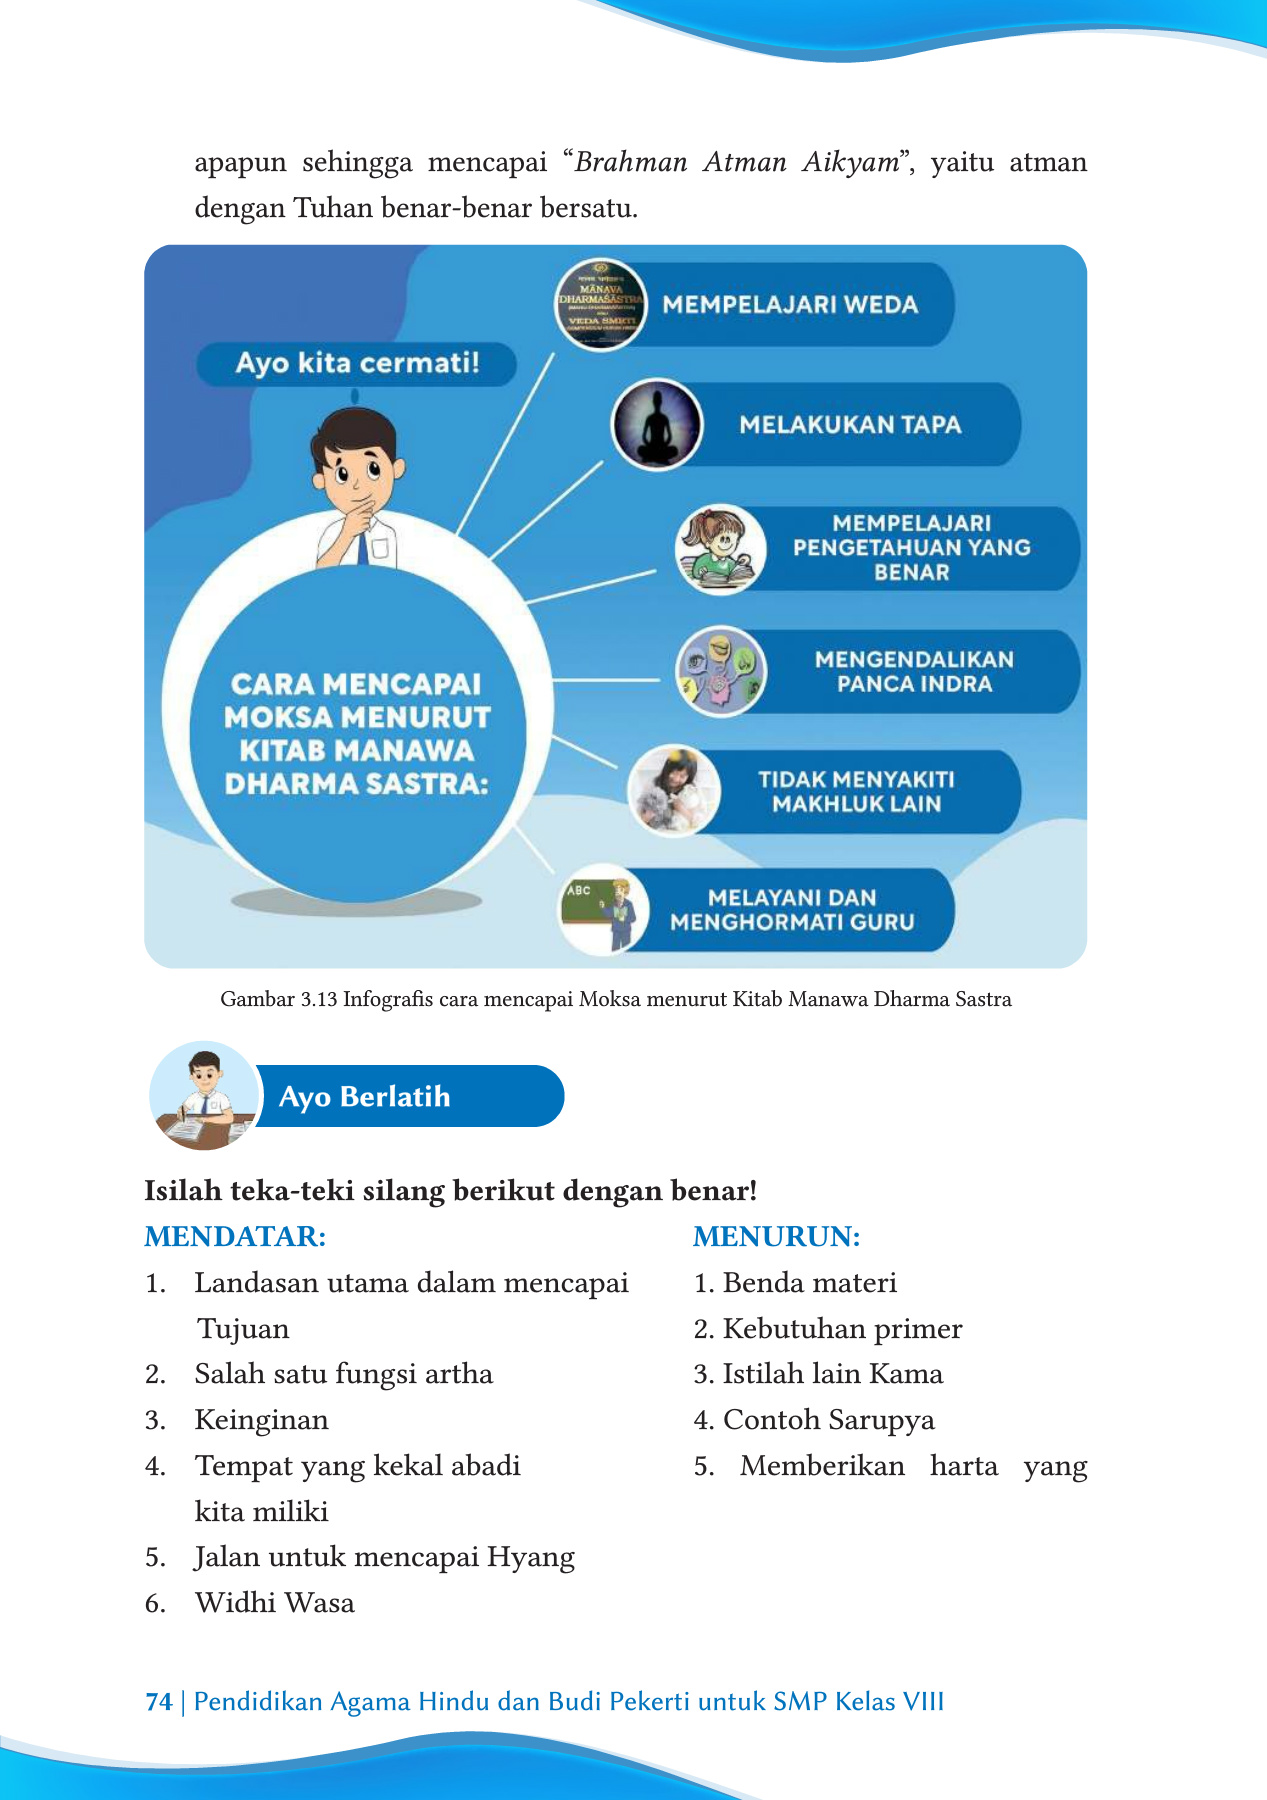 apapun sehingga mencapai “Brahman Atman Aikyam”, yaitu atman
dengan Tuhan benar-benar bersatu.
Ayo kita cermati!
CARA MENCAPAI
MOKSA MENURUT
KITAB MANAWA
DHARMA SASTRA:
MĀNAVA
DHARMAŚĀSTRA
VEDA SMRTI
MEMPELAJARI WEDA
MELAKUKAN TAPA
MEMPELAJARI
PENGETAHUAN YANG
BENAR
MENGENDALIKAN
PANCA INDRA
TIDAK MENYAKITI
MAKHLUK LAIN
ABC
MELAYANI DAN
MENGHORMATI GURU
Gambar 3.13 Infografis cara mencapai Moksa menurut Kitab Manawa Dharma Sastra
Ayo Berlatih
Isilah teka-teki silang berikut dengan benar!
MENDATAR:
1. Landasan utama dalam mencapai
Tujuan
2. Salah satu fungsi artha
3. Keinginan
4. Tempat yang kekal abadi
kita miliki
5. Jalan untuk mencapai Hyang
6. Widhi Wasa
MENURUN:
1. Benda materi
2. Kebutuhan primer
3. Istilah lain Kama
4. Contoh Sarupya
5. Memberikan harta yang
74 | Pendidikan Agama Hindu dan Budi Pekerti untuk SMP Kelas VIII